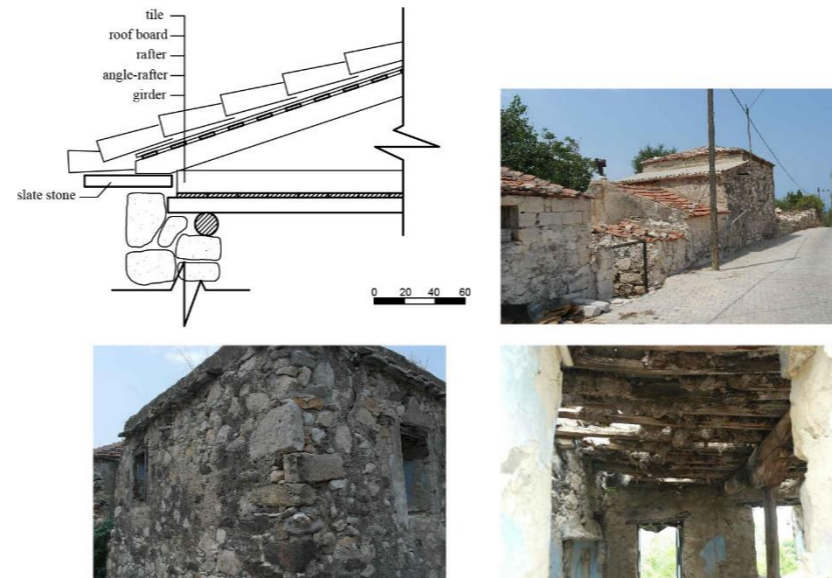 tile
roof board
rafter
angle-rafter
girder
slate stone
0 20 40 60